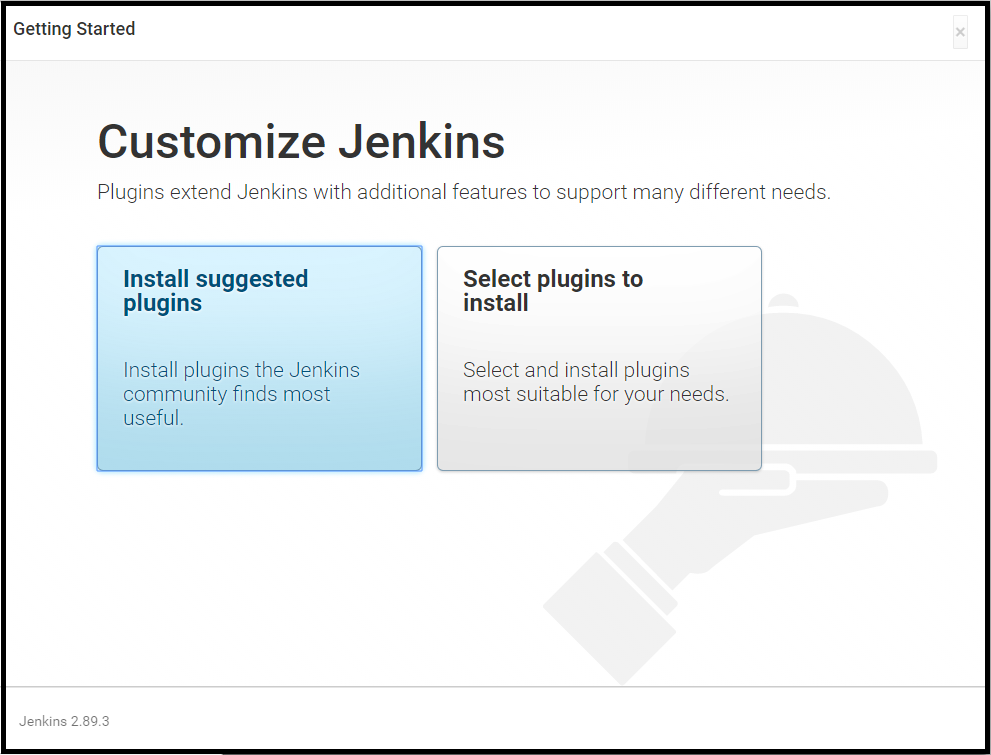 Getting Started
×
Customize Jenkins
Plugins extend Jenkins with additional features to support many different needs.
Install suggested
plugins
Install plugins the Jenkins
community finds most
useful.
Select plugins to
install
Select and install plugins
most suitable for your needs.
Jenkins 2.89.3